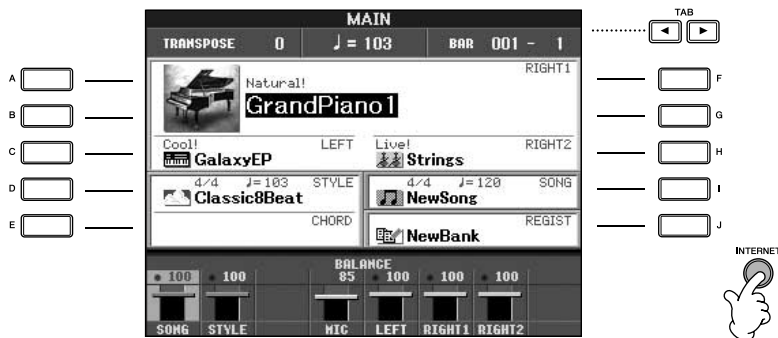 MAIN
TAB
TRANSPOSE 0 ♩= 103 BAR 001 - 1
RIGHT1
Natural!
GrandPiano1
Cool! LEFT
GalaxyEP
Live! RIGHT2
Strings
4/4 ♩=103 STYLE
Classic8Beat
4/4 ♩=120 SONG
NewSong
CHORD
REGIST
NewBank
BALANCE
100 100 85 100 100 100
SONG STYLE MIC LEFT RIGHT1 RIGHT2
A
B
C
D
E
F
G
H
I
J
INTERNET